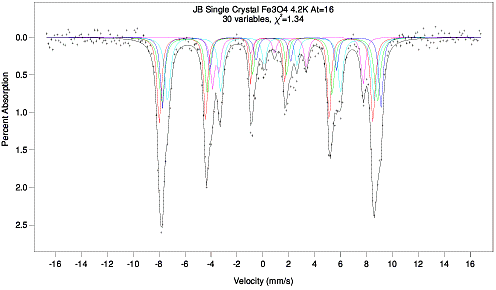 JB Single Crystal Fe3O4 4.2K At=16
30 variables, χ²=1.34
Percent Absorption
0.0
0.5
1.0
1.5
2.0
2.5
-16 -14 -12 -10 -8 -6 -4 -2 0 2 4 6 8 10 12 14 16
Velocity (mm/s)